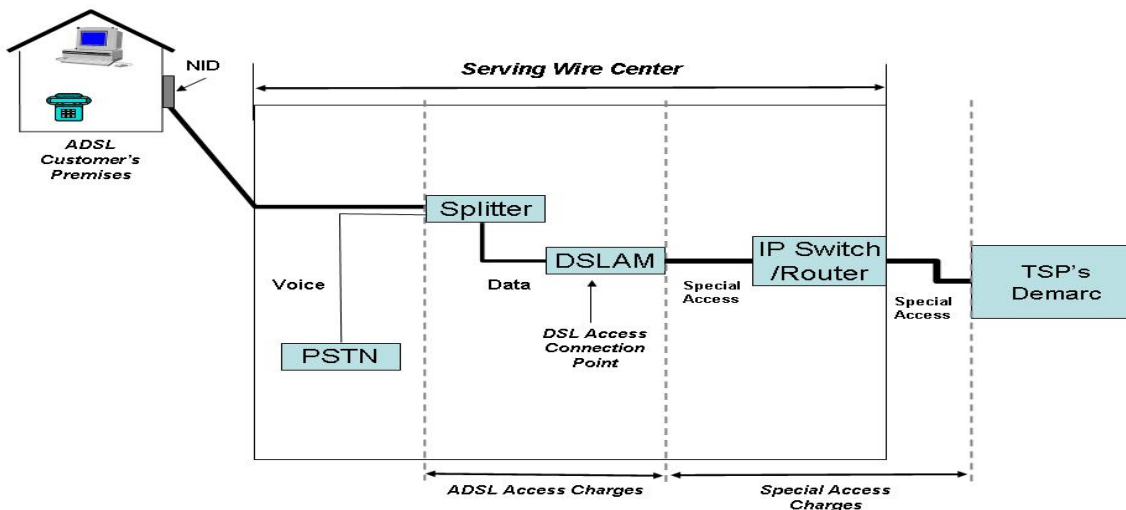 NID
Serving Wire Center
ADSL
Customer's
Premises
Splitter
IP Switch
/Router
DSLAM
TSP's
Demarc
Voice
Data
Special
Access
Special
Access
DSL Access
Connection
Point
PSTN
ADSL Access Charges
Special Access
Charges